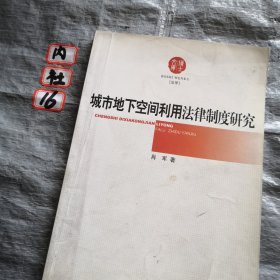 内
社
16
城市地下空间利用法律制度研究
CHENGSHI DIXIAKONGJIAN LIYONG
FALV ZHIDU YANJIU
肖 军 著